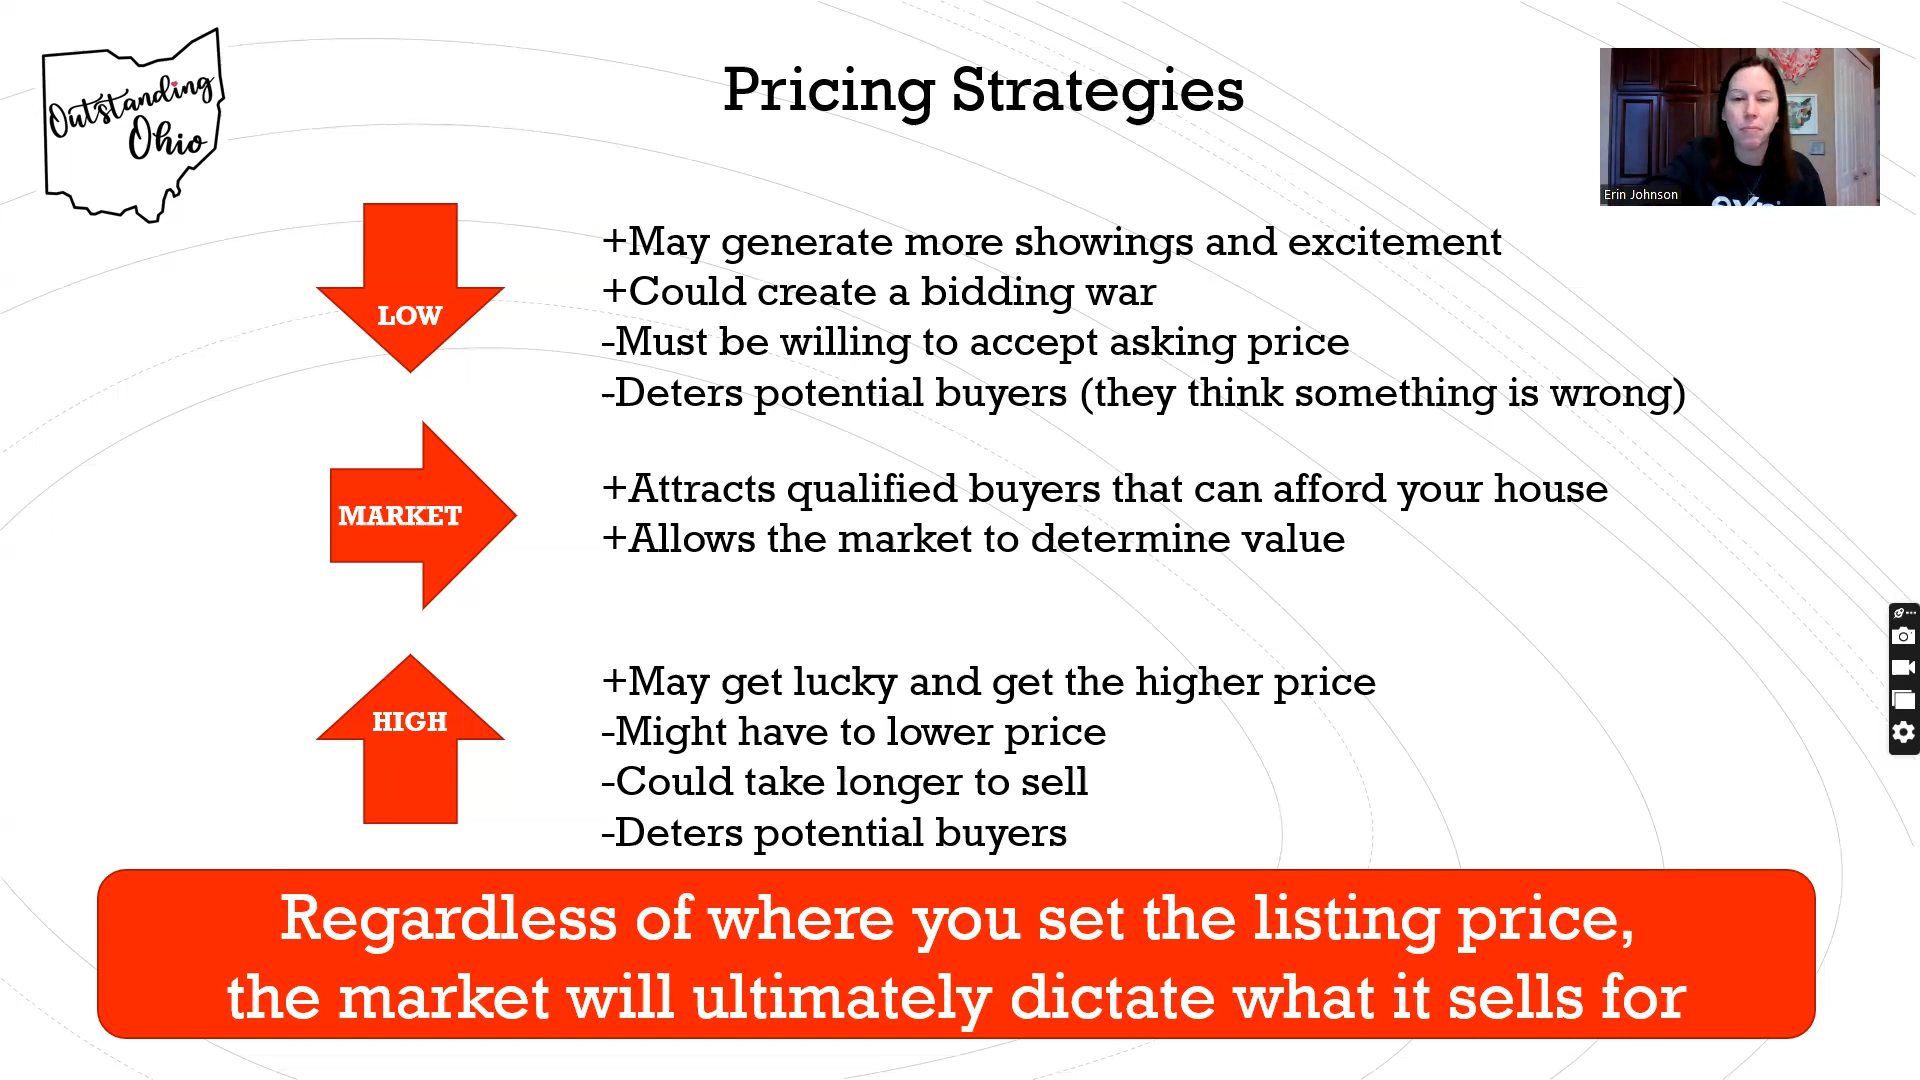 Outstanding
Ohio
Pricing Strategies
Erin Johnson
LOW
+May generate more showings and excitement
+Could create a bidding war
-Must be willing to accept asking price
-Deters potential buyers (they think something is wrong)
MARKET
+Attracts qualified buyers that can afford your house
+Allows the market to determine value
HIGH
+May get lucky and get the higher price
-Might have to lower price
-Could take longer to sell
-Deters potential buyers
Regardless of where you set the listing price,
the market will ultimately dictate what it sells for